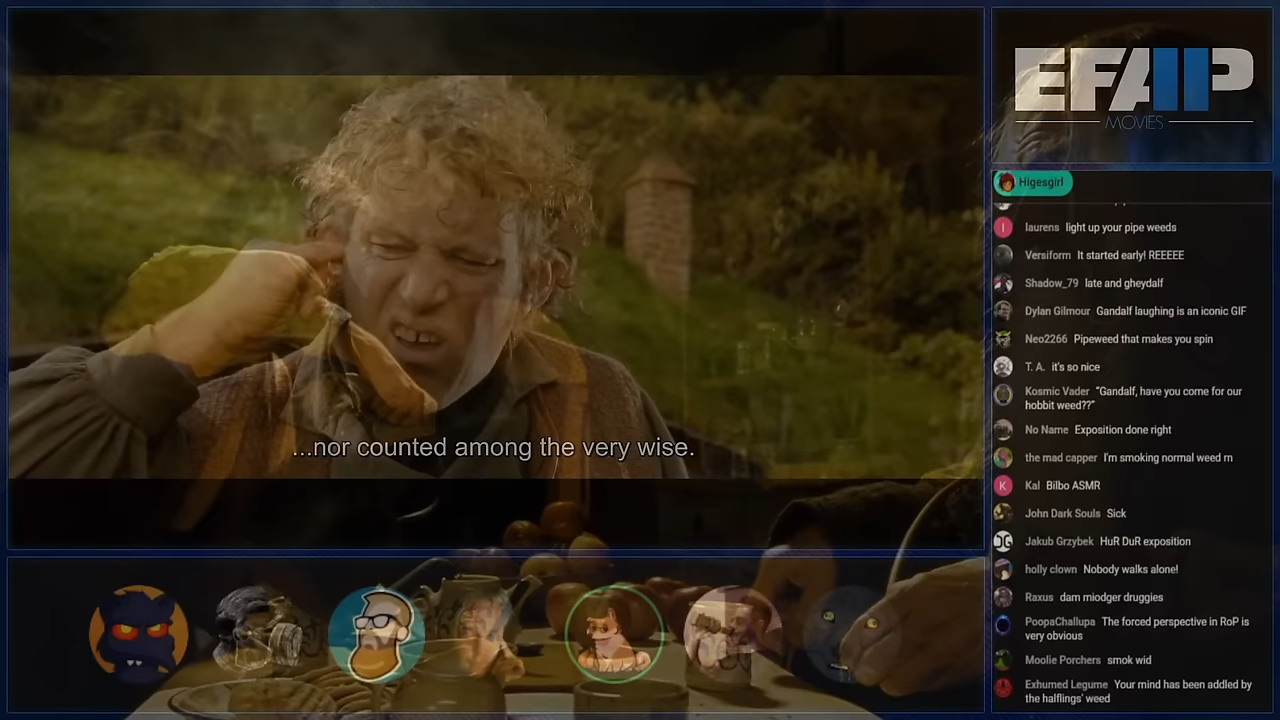 ...nor counted among the very wise.
EFAP
MOVIES
Higesgirl
laurens light up your pipe weeds
Versiform It started early! REEEEE
Shadow_79 late and gheydalf
Dylan Gilmour Gandalf laughing is an iconic GIF
Neo2266 Pipeweed that makes you spin
T. A. it's so nice
Kosmic Vader “Gandalf, have you come for our
hobbit weed??”
No Name Exposition done right
the mad capper I'm smoking normal weed rn
K
Kal Bilbo ASMR
John Dark Souls Sick
Jakub Grzybek HuR DuR exposition
holly clown Nobody walks alone!
Raxus dam miodger druggies
PoopaChallupa The forced perspective in RoP is
very obvious
Moolie Porchers smok wid
Exhumed Legume Your mind has been addled by
the halflings' weed